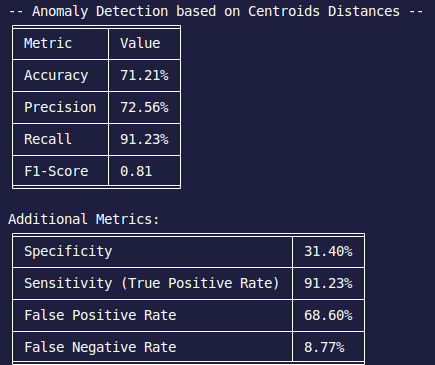 -- Anomaly Detection based on Centroids Distances --
Metric Value
Accuracy 71.21%
Precision 72.56%
Recall 91.23%
F1-Score 0.81
Additional Metrics:
Specificity 31.40%
Sensitivity (True Positive Rate) 91.23%
False Positive Rate 68.60%
False Negative Rate 8.77%